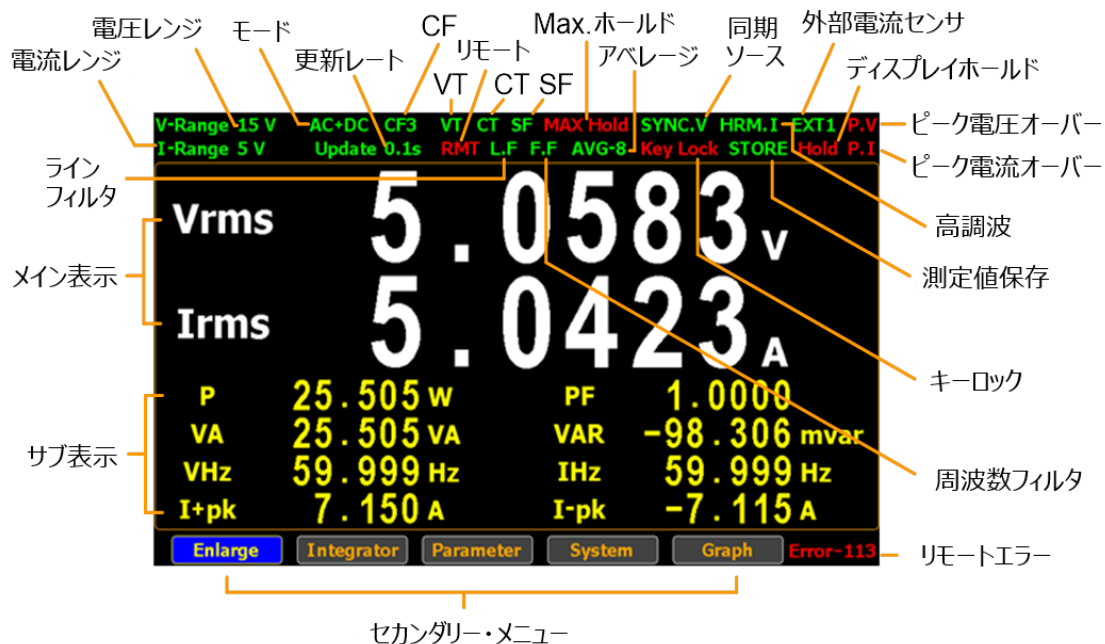 電圧レンジ
モード
CF
リモート
Max.ホールド
同期
ソース
外部電流センサ
電流レンジ
更新レート
VT
CT
SF
アベレージ
ディスプレイホールド
V-Range 15 V AC+DC CF3 VT CT SF MAX Hold SYNC.V HRM.I EXT1 P.V
I-Range 5 V Update 0.1s RMT L.F F.F AVG-8 Key Lock STORE Hold P.I
ピーク電圧オーバー
ピーク電流オーバー
ライン
フィルタ
Vrms 5.0583 V
高調波
メイン表示
測定値保存
Irms 5.0423 A
キーロック
P 25.505 W PF 1.0000
VA 25.505 VA VAR -98.306 mvar
サブ表示
VHz 59.999 Hz IHz 59.999 Hz
周波数フィルタ
I+pk 7.150 A I-pk -7.115 A
Enlarge Integrator Parameter System Graph Error-113
リモートエラー
セカンダリー・メニュー